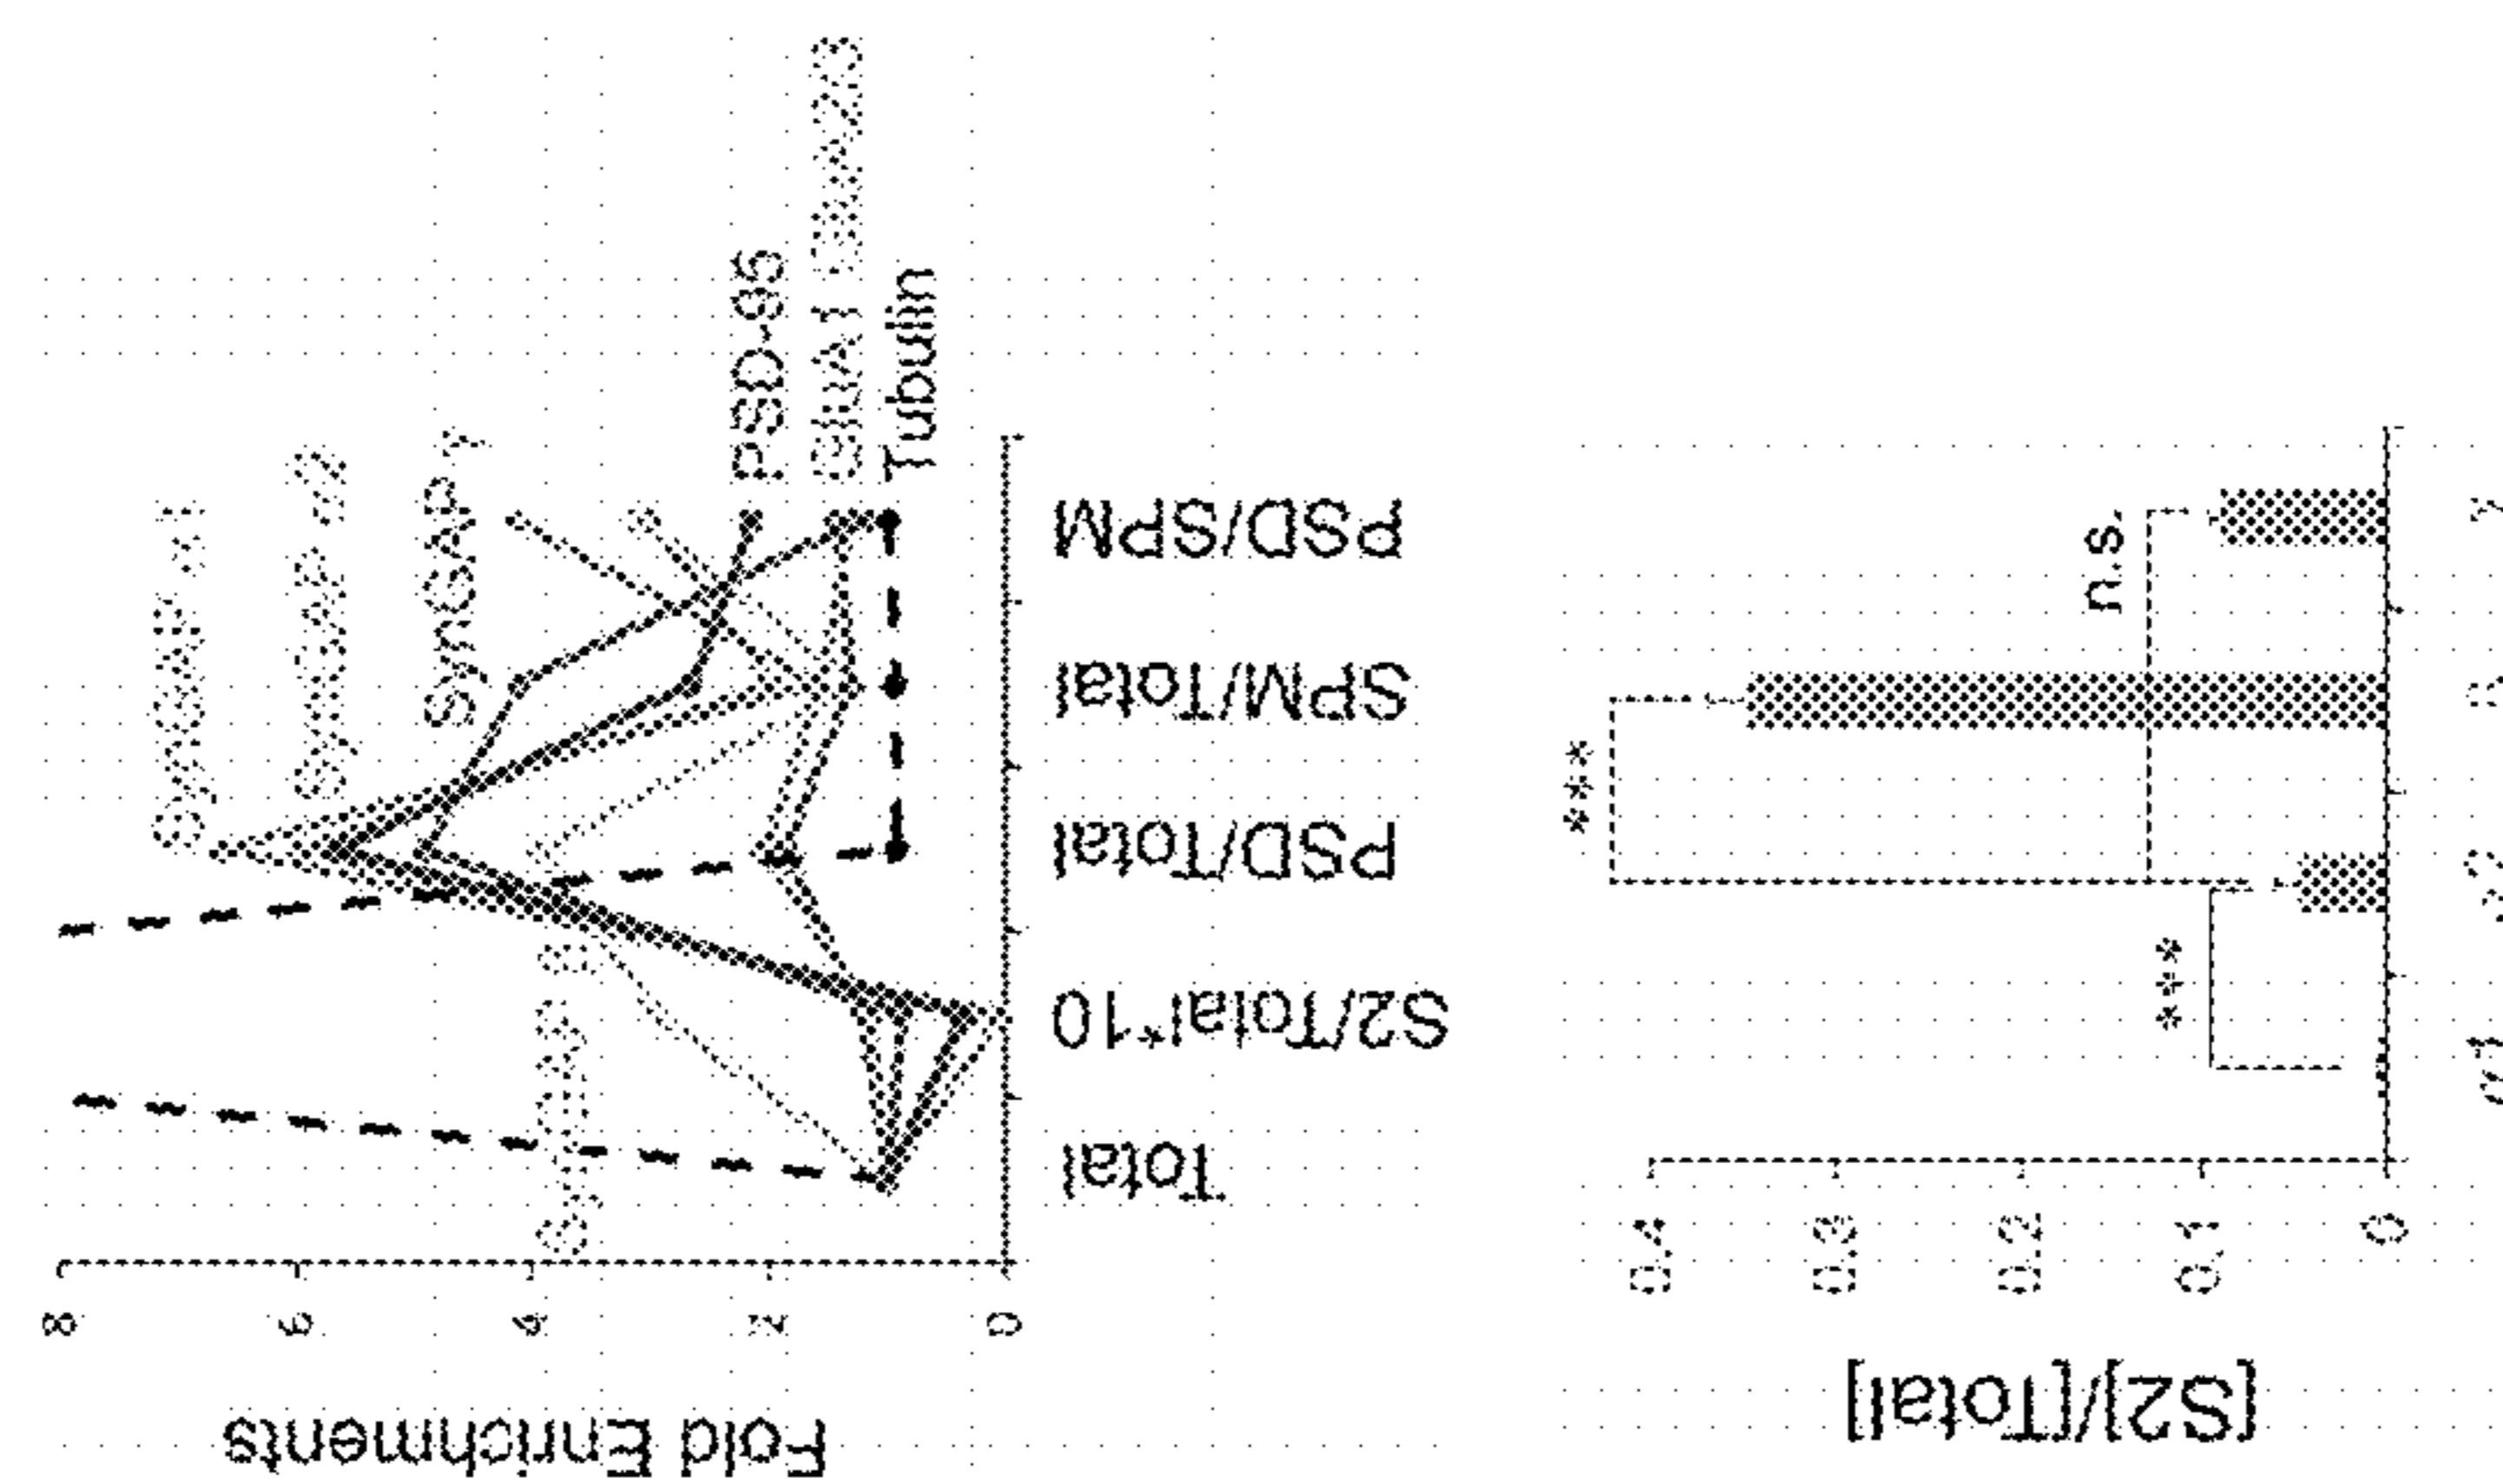 Fold Enrichments
8
6
4
2
0
SynGAP-γ
PSD-95
GluA1
Tubulin
Total
S2/Total*10
PSD/Total
SPM/Total
PSD/SPM
[S2]/[Total]
0.4
0.3
0.2
0.1
0
***
***
n.s.